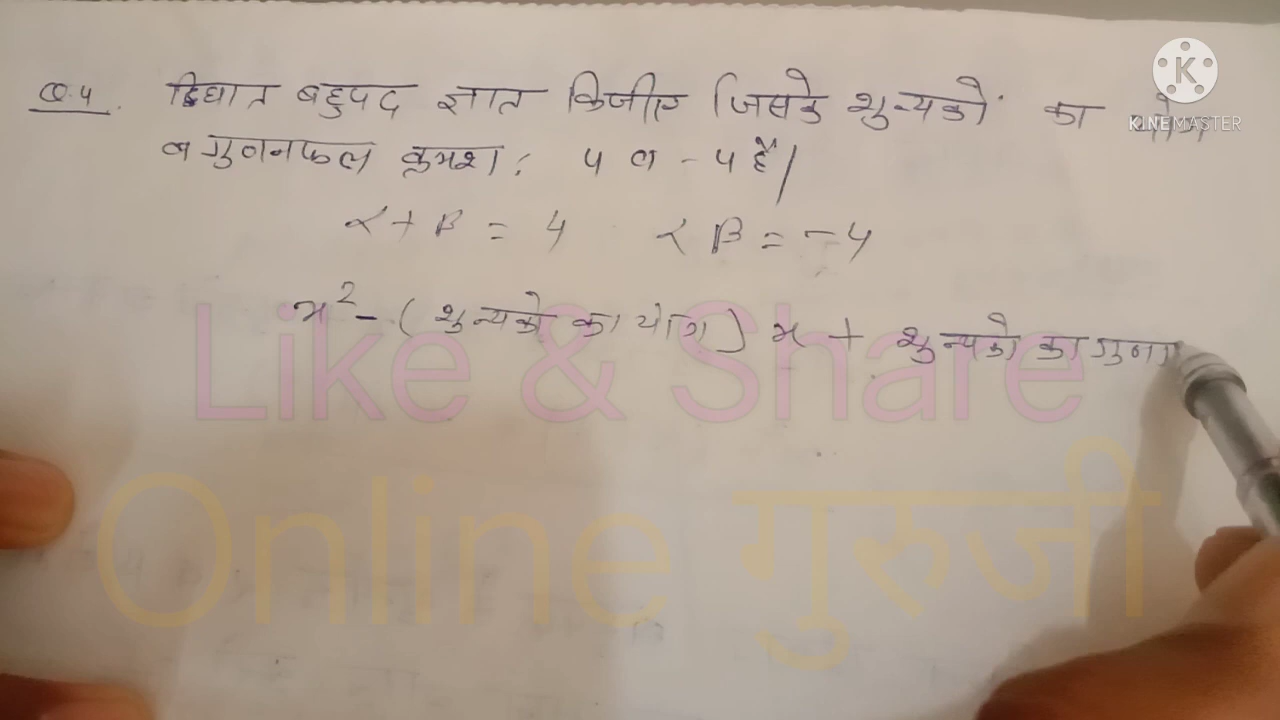 Q.4. द्विघात बहुपद ज्ञात किजीए जिसके शुन्यकों का योग
व गुणनफल क्रमश: 4 व -4 है।
α + β = 4 αβ = -4
x² - (शुन्यको का योग) x + शुन्यको का गुण
K
KINEMASTER
Like & Share
Online गुरुजी